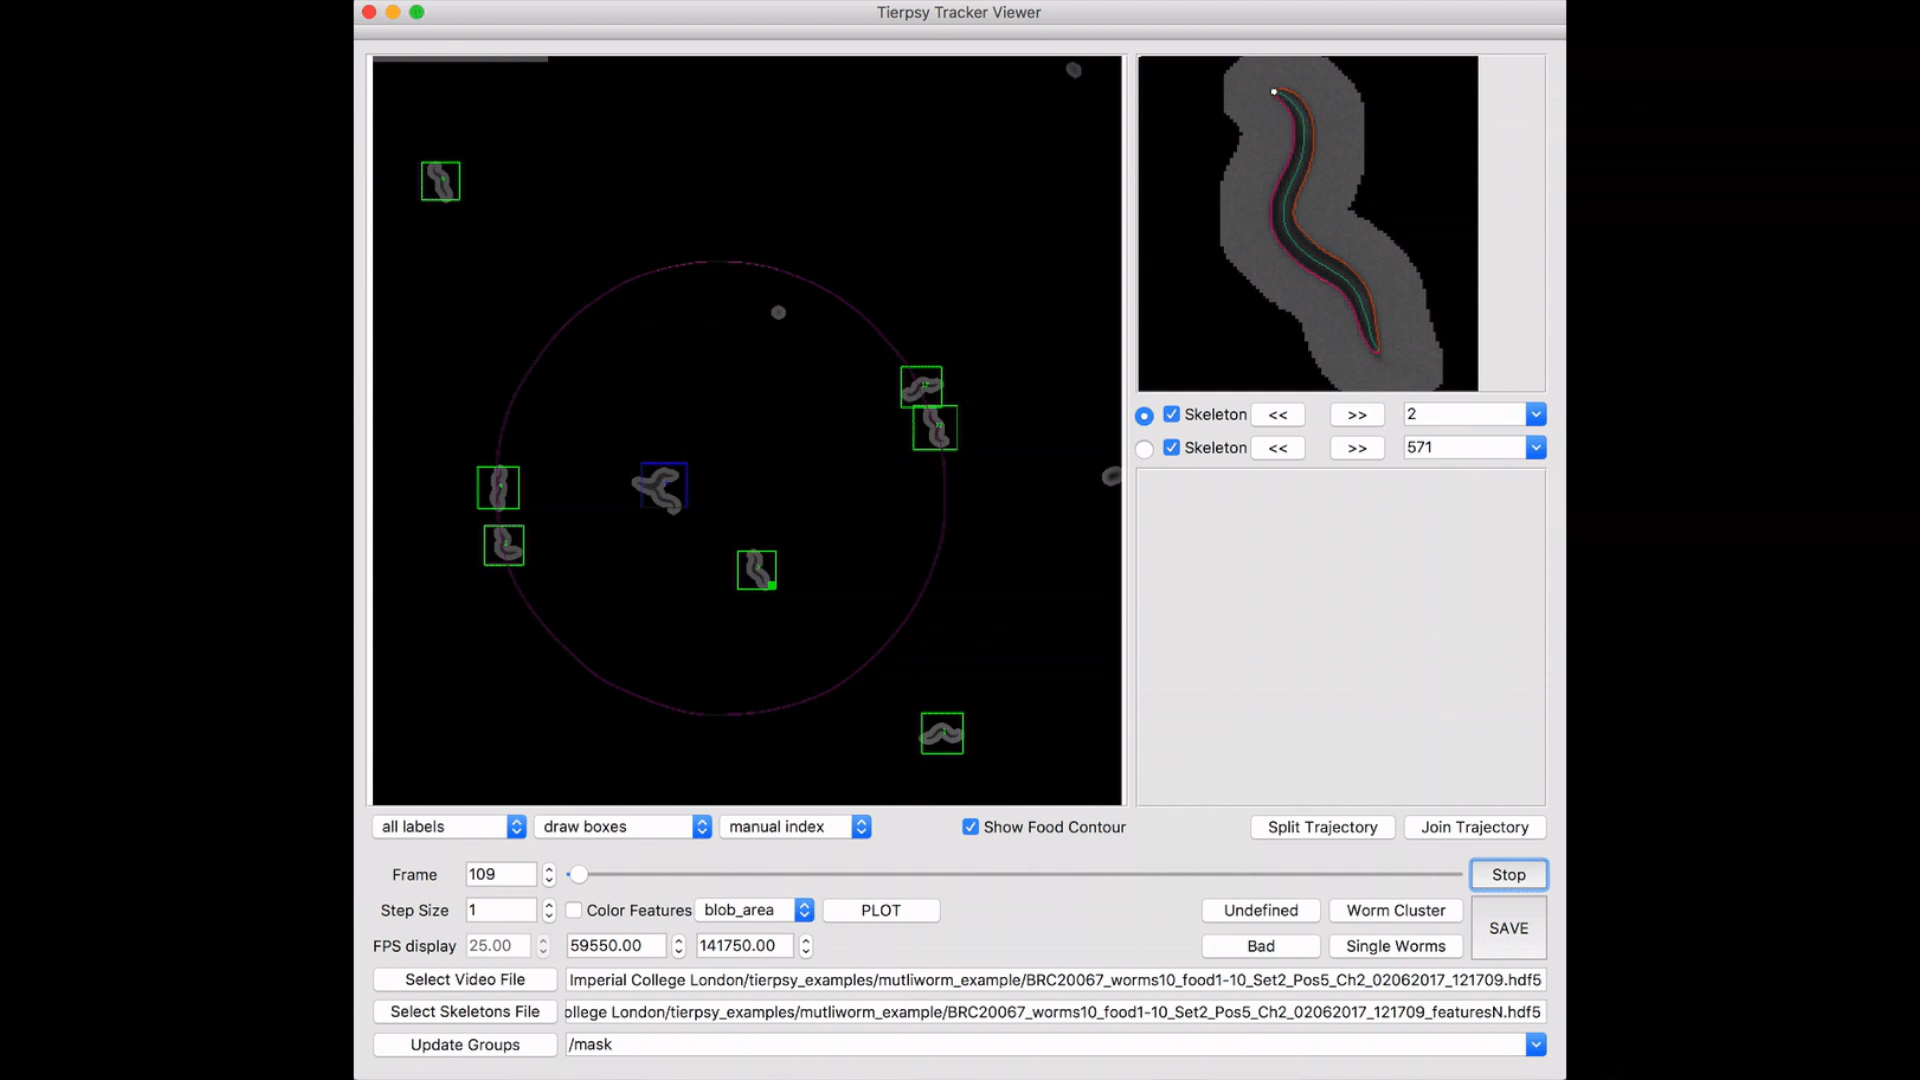 Tierpsy Tracker Viewer
Skeleton << >> 2
Skeleton << >> 571
all labels draw boxes manual index Show Food Contour Split Trajectory Join Trajectory
Frame 109 Stop
Step Size 1 Color Features blob_area PLOT Undefined Worm Cluster
SAVE
FPS display 25.00 59550.00 141750.00 Bad Single Worms
Select Video File Imperial College London/tierpsy_examples/mutliworm_example/BRC20067_worms10_food1-10_Set2_Pos5_Ch2_02062017_121709.hdf5
Select Skeletons File ollege London/tierpsy_examples/mutliworm_example/BRC20067_worms10_food1-10_Set2_Pos5_Ch2_02062017_121709_featuresN.hdf5
Update Groups /mask